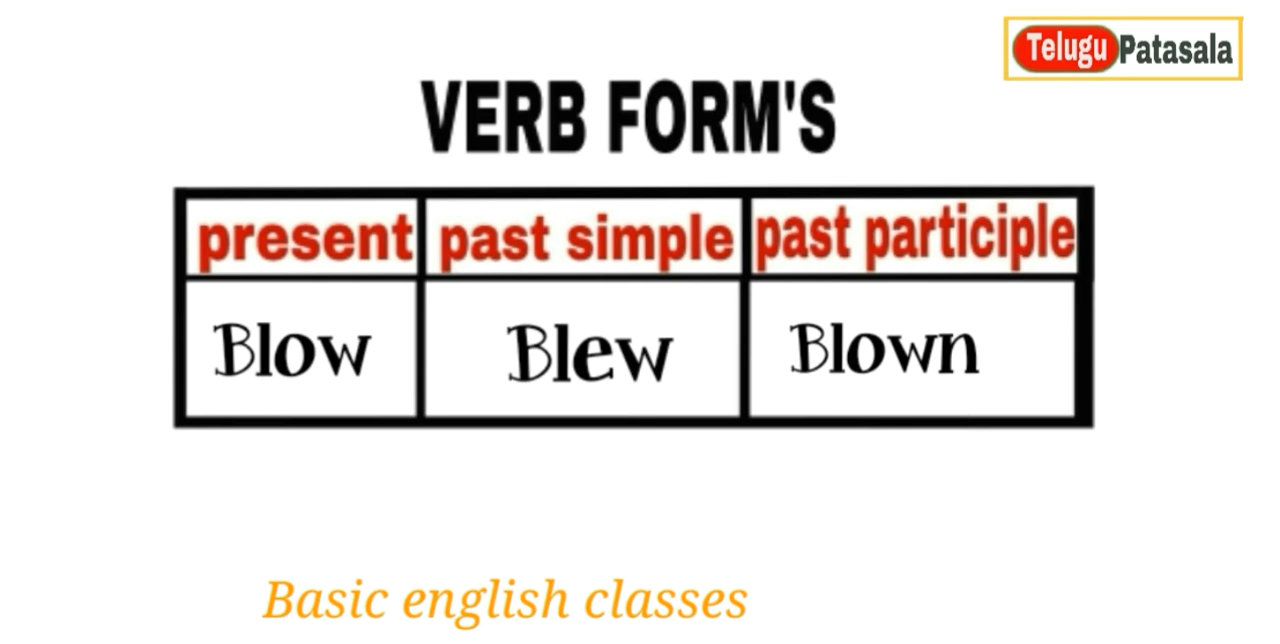 Telugu Patasala
VERB FORM'S
present past simple past participle
Blow Blew Blown
Basic english classes